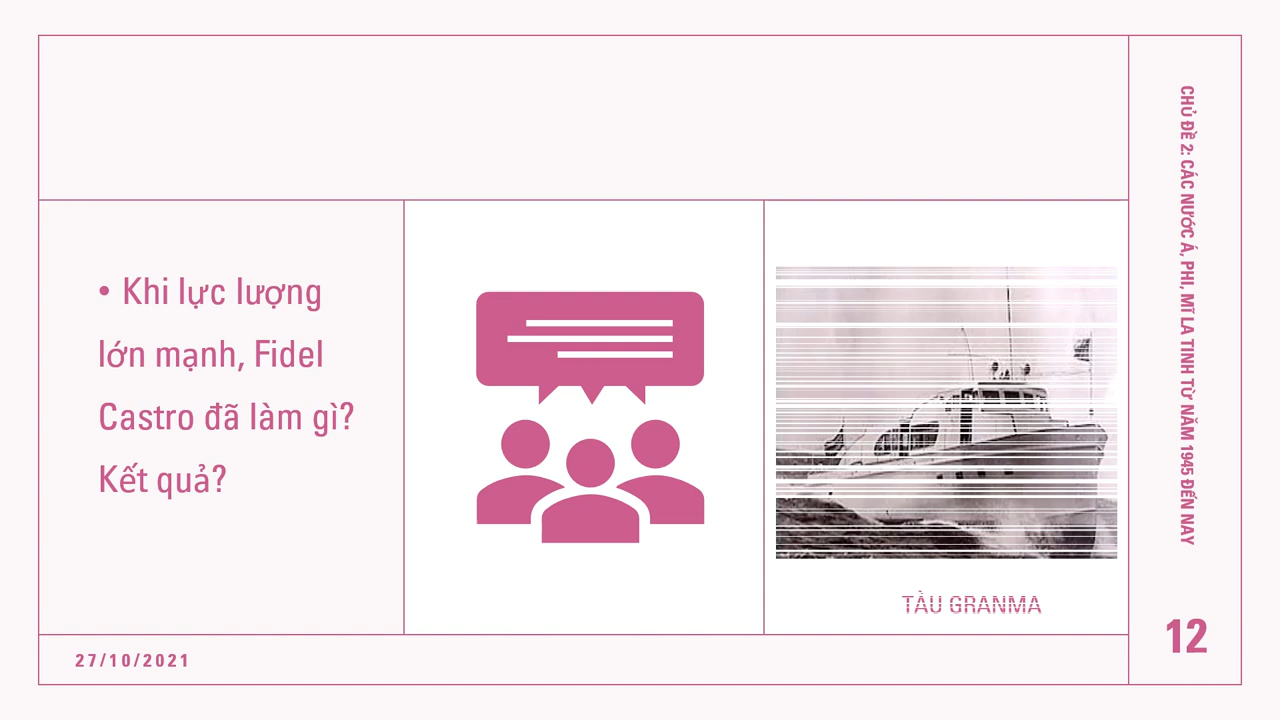 • Khi lực lượng
lớn mạnh, Fidel
Castro đã làm gì?
Kết quả?
TÀU GRANMA
27/10/2021
CHỦ ĐỀ 2: CÁC NƯỚC Á, PHI, MĨ LA TINH TỪ NĂM 1945 ĐẾN NAY
12